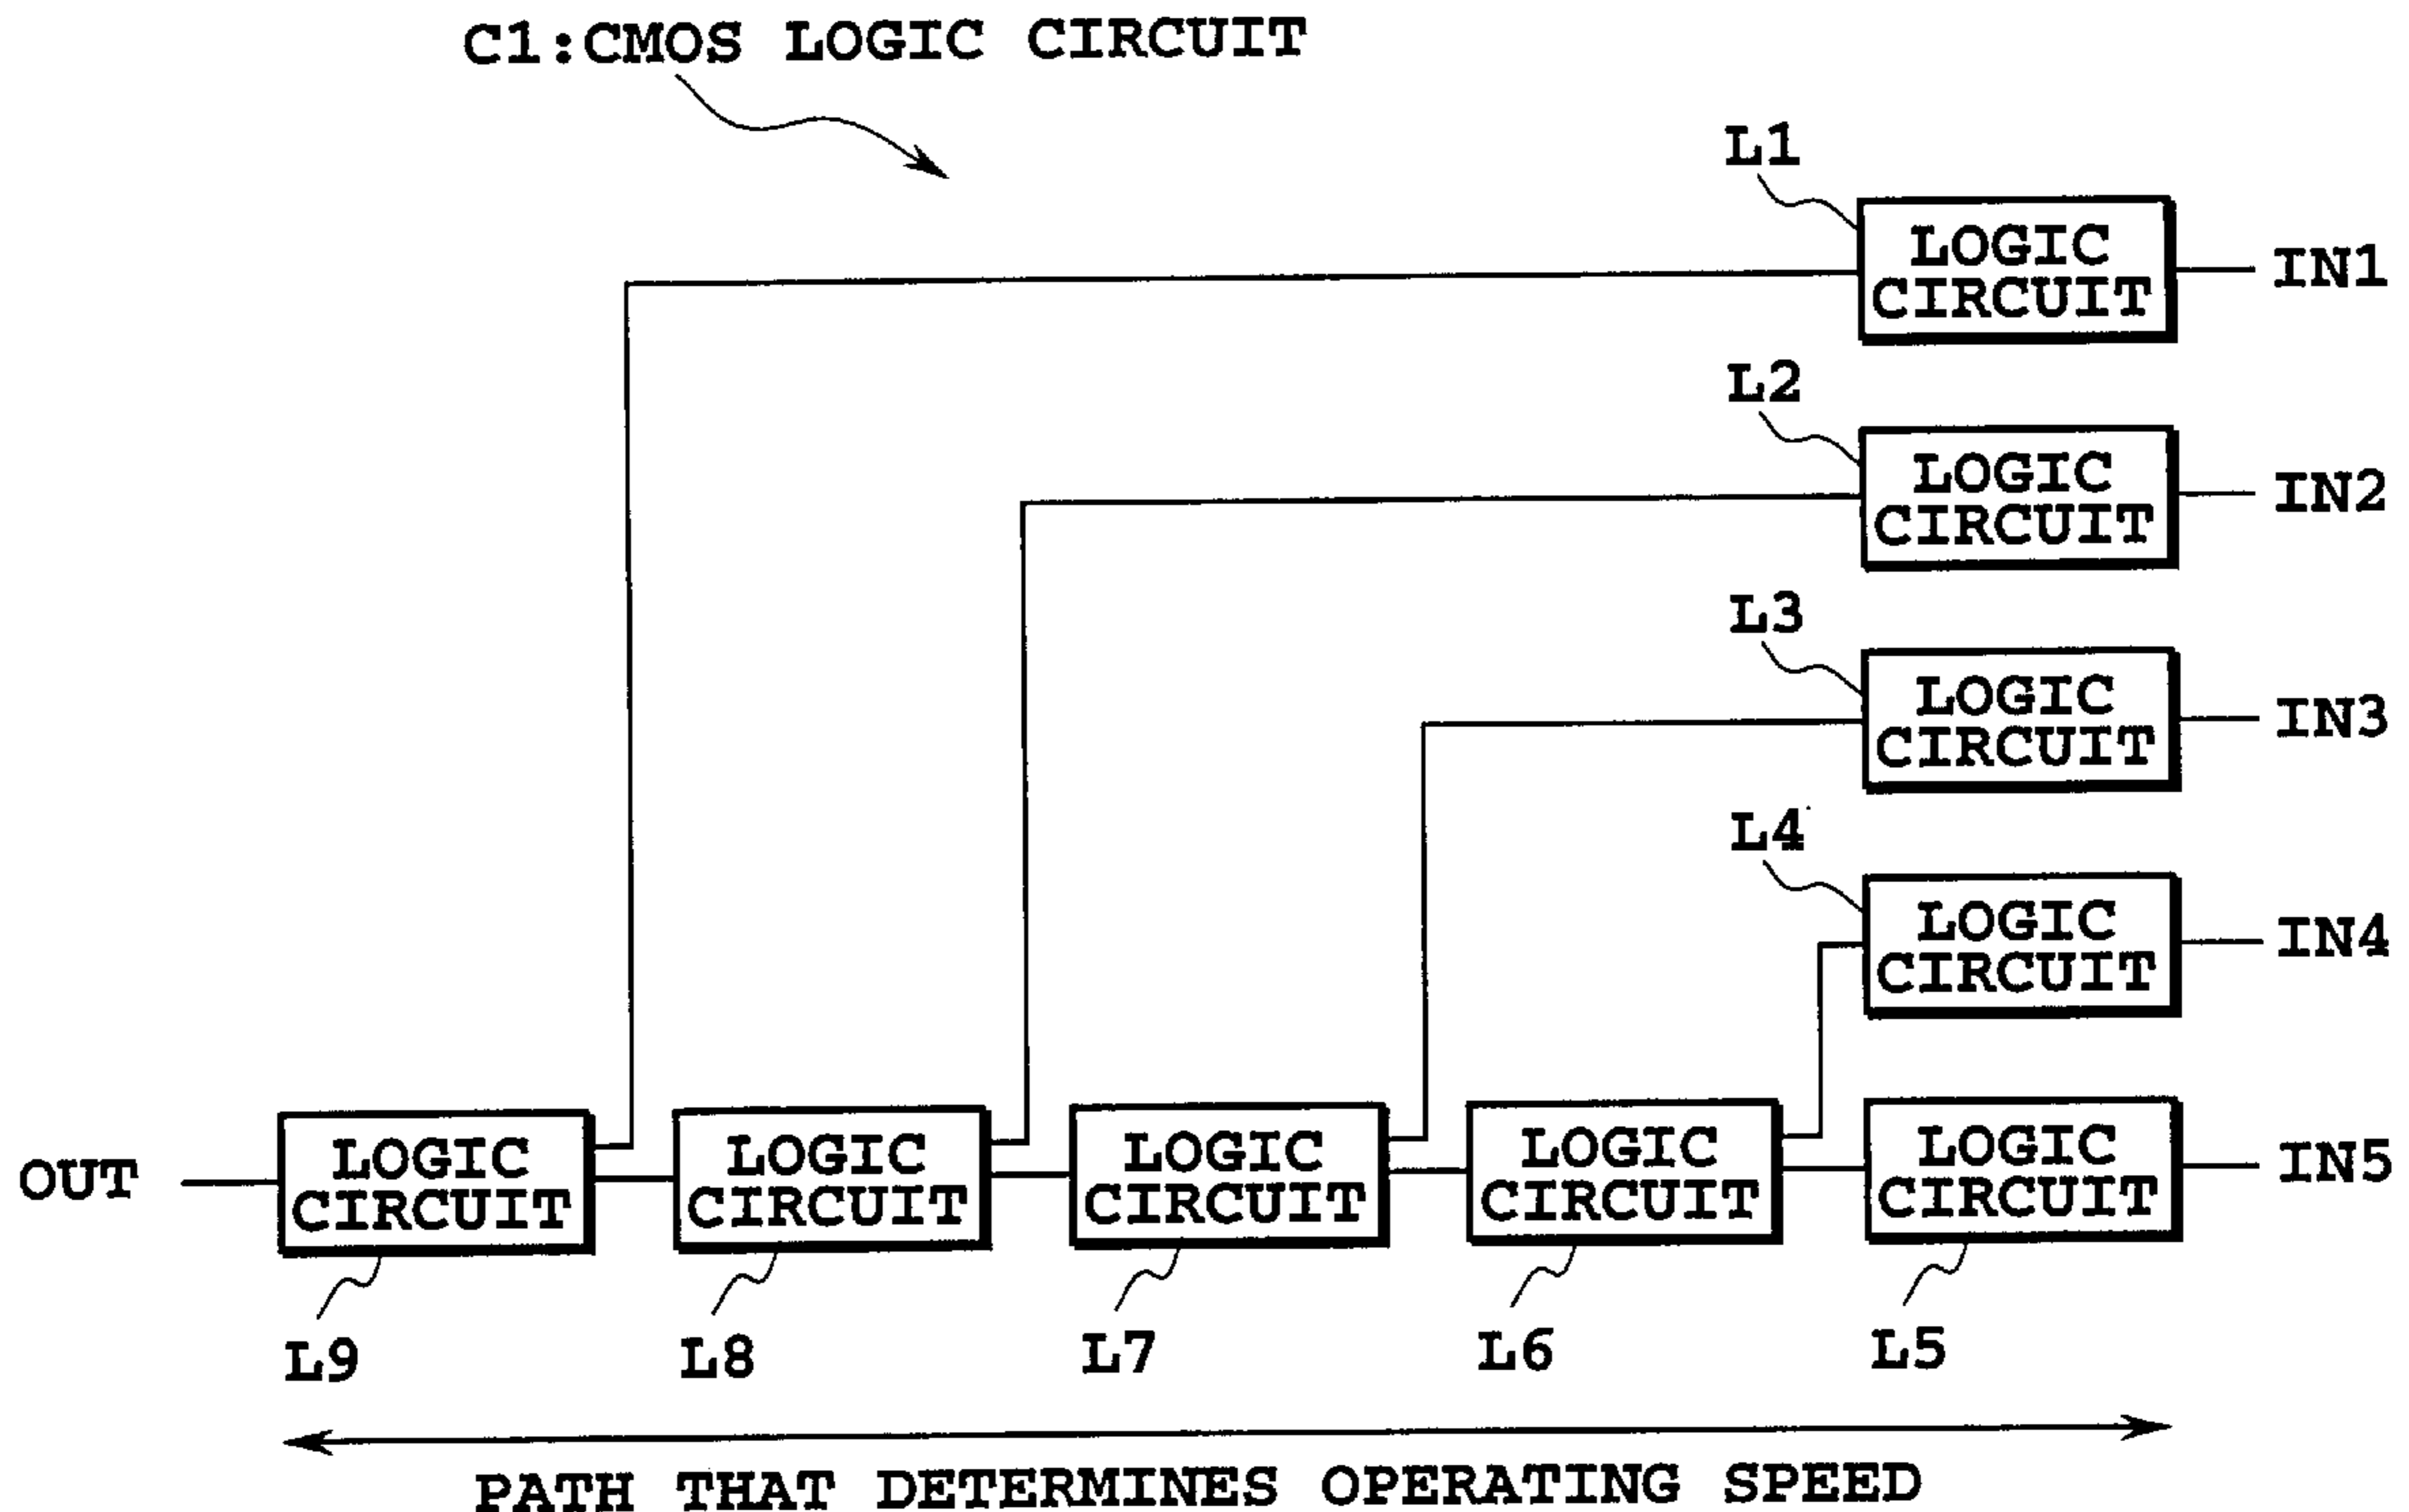 C1:CMOS LOGIC CIRCUIT
L1
LOGIC
CIRCUIT
IN1
L2
LOGIC
CIRCUIT
IN2
L3
LOGIC
CIRCUIT
IN3
L4
LOGIC
CIRCUIT
IN4
OUT
LOGIC
CIRCUIT
LOGIC
CIRCUIT
LOGIC
CIRCUIT
LOGIC
CIRCUIT
LOGIC
CIRCUIT
IN5
L9
L8
L7
L6
L5
PATH THAT DETERMINES OPERATING SPEED